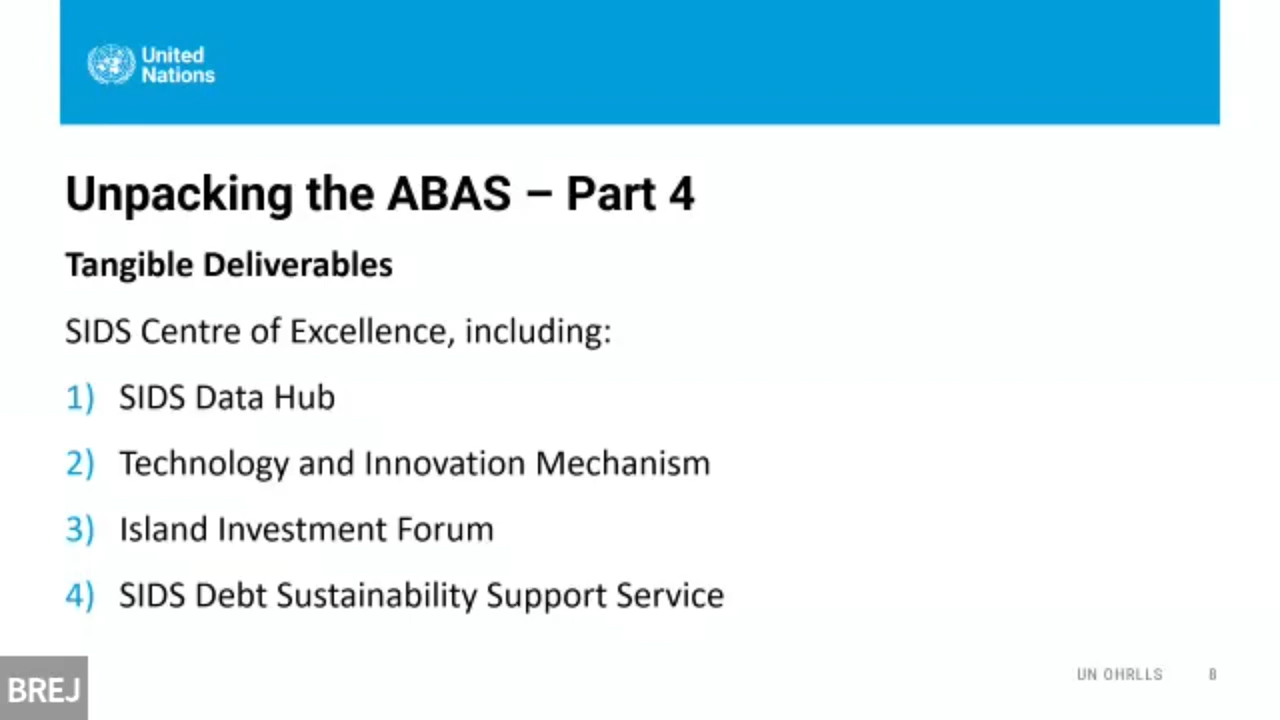 United
Nations
Unpacking the ABAS – Part 4
Tangible Deliverables
SIDS Centre of Excellence, including:
1) SIDS Data Hub
2) Technology and Innovation Mechanism
3) Island Investment Forum
4) SIDS Debt Sustainability Support Service
UN OHRLLS 8
BREJ